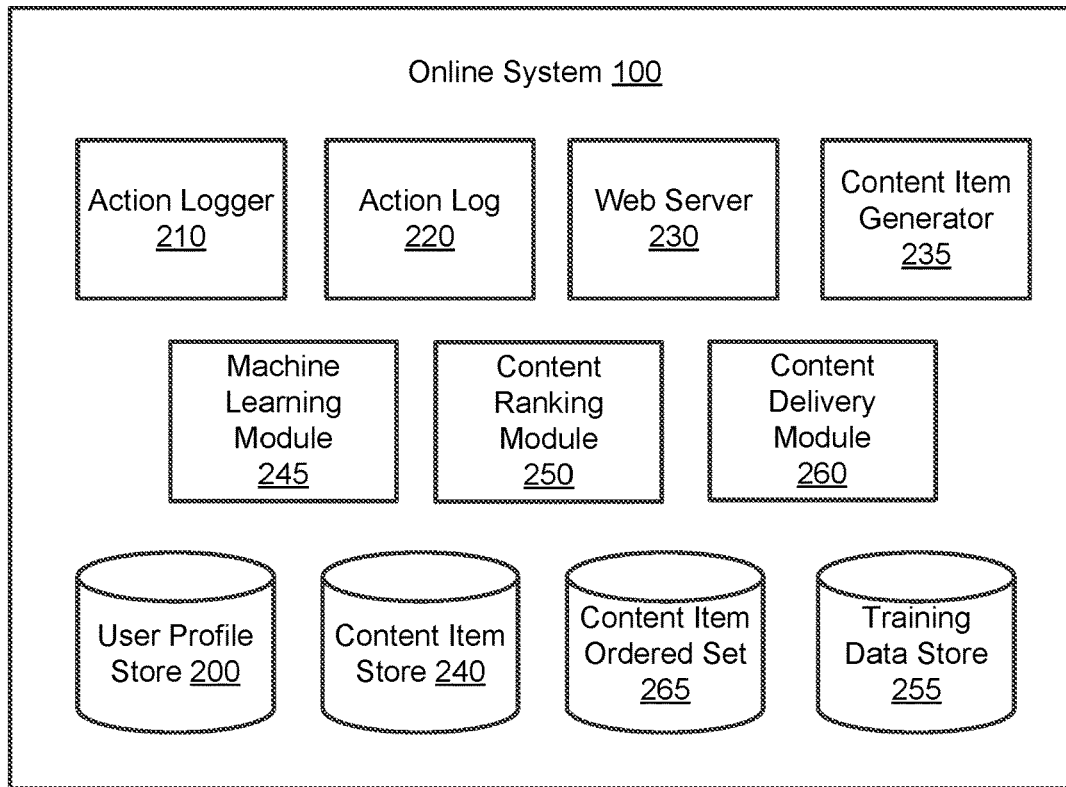 Online System 100
Action Logger
210
Action Log
220
Web Server
230
Content Item
Generator
235
Machine
Learning
Module
245
Content
Ranking
Module
250
Content
Delivery
Module
260
User Profile
Store 200
Content Item
Store 240
Content Item
Ordered Set
265
Training
Data Store
255